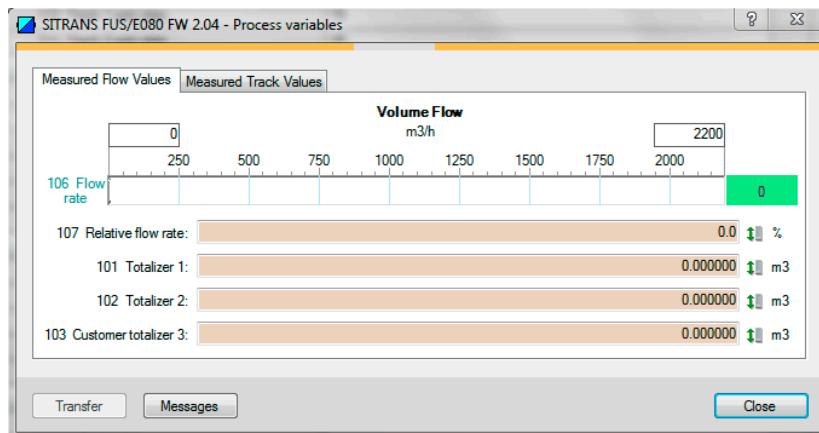 SITRANS FUS/E080 FW 2.04 - Process variables
Measured Flow Values Measured Track Values
Volume Flow
m3/h
0 2200
250 500 750 1000 1250 1500 1750 2000
106 Flow rate 0
107 Relative flow rate: 0.0 %
101 Totalizer 1: 0.000000 m3
102 Totalizer 2: 0.000000 m3
103 Customer totalizer 3: 0.000000 m3
Transfer Messages Close